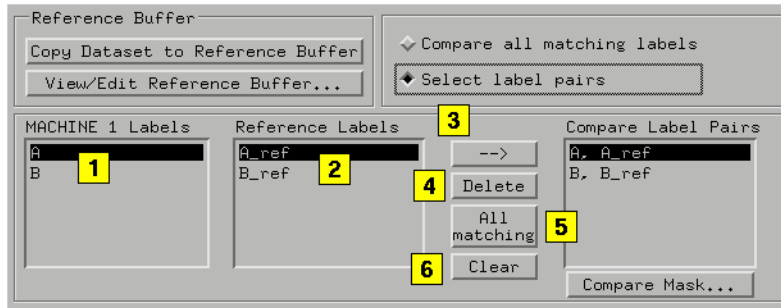 Reference Buffer
Copy Dataset to Reference Buffer
View/Edit Reference Buffer...
Compare all matching labels
Select label pairs
MACHINE 1 Labels
A
B
1
Reference Labels
A_ref
B_ref
2
3
-->
4
Delete
All
matching
5
6
Clear
Compare Label Pairs
A, A_ref
B, B_ref
Compare Mask...